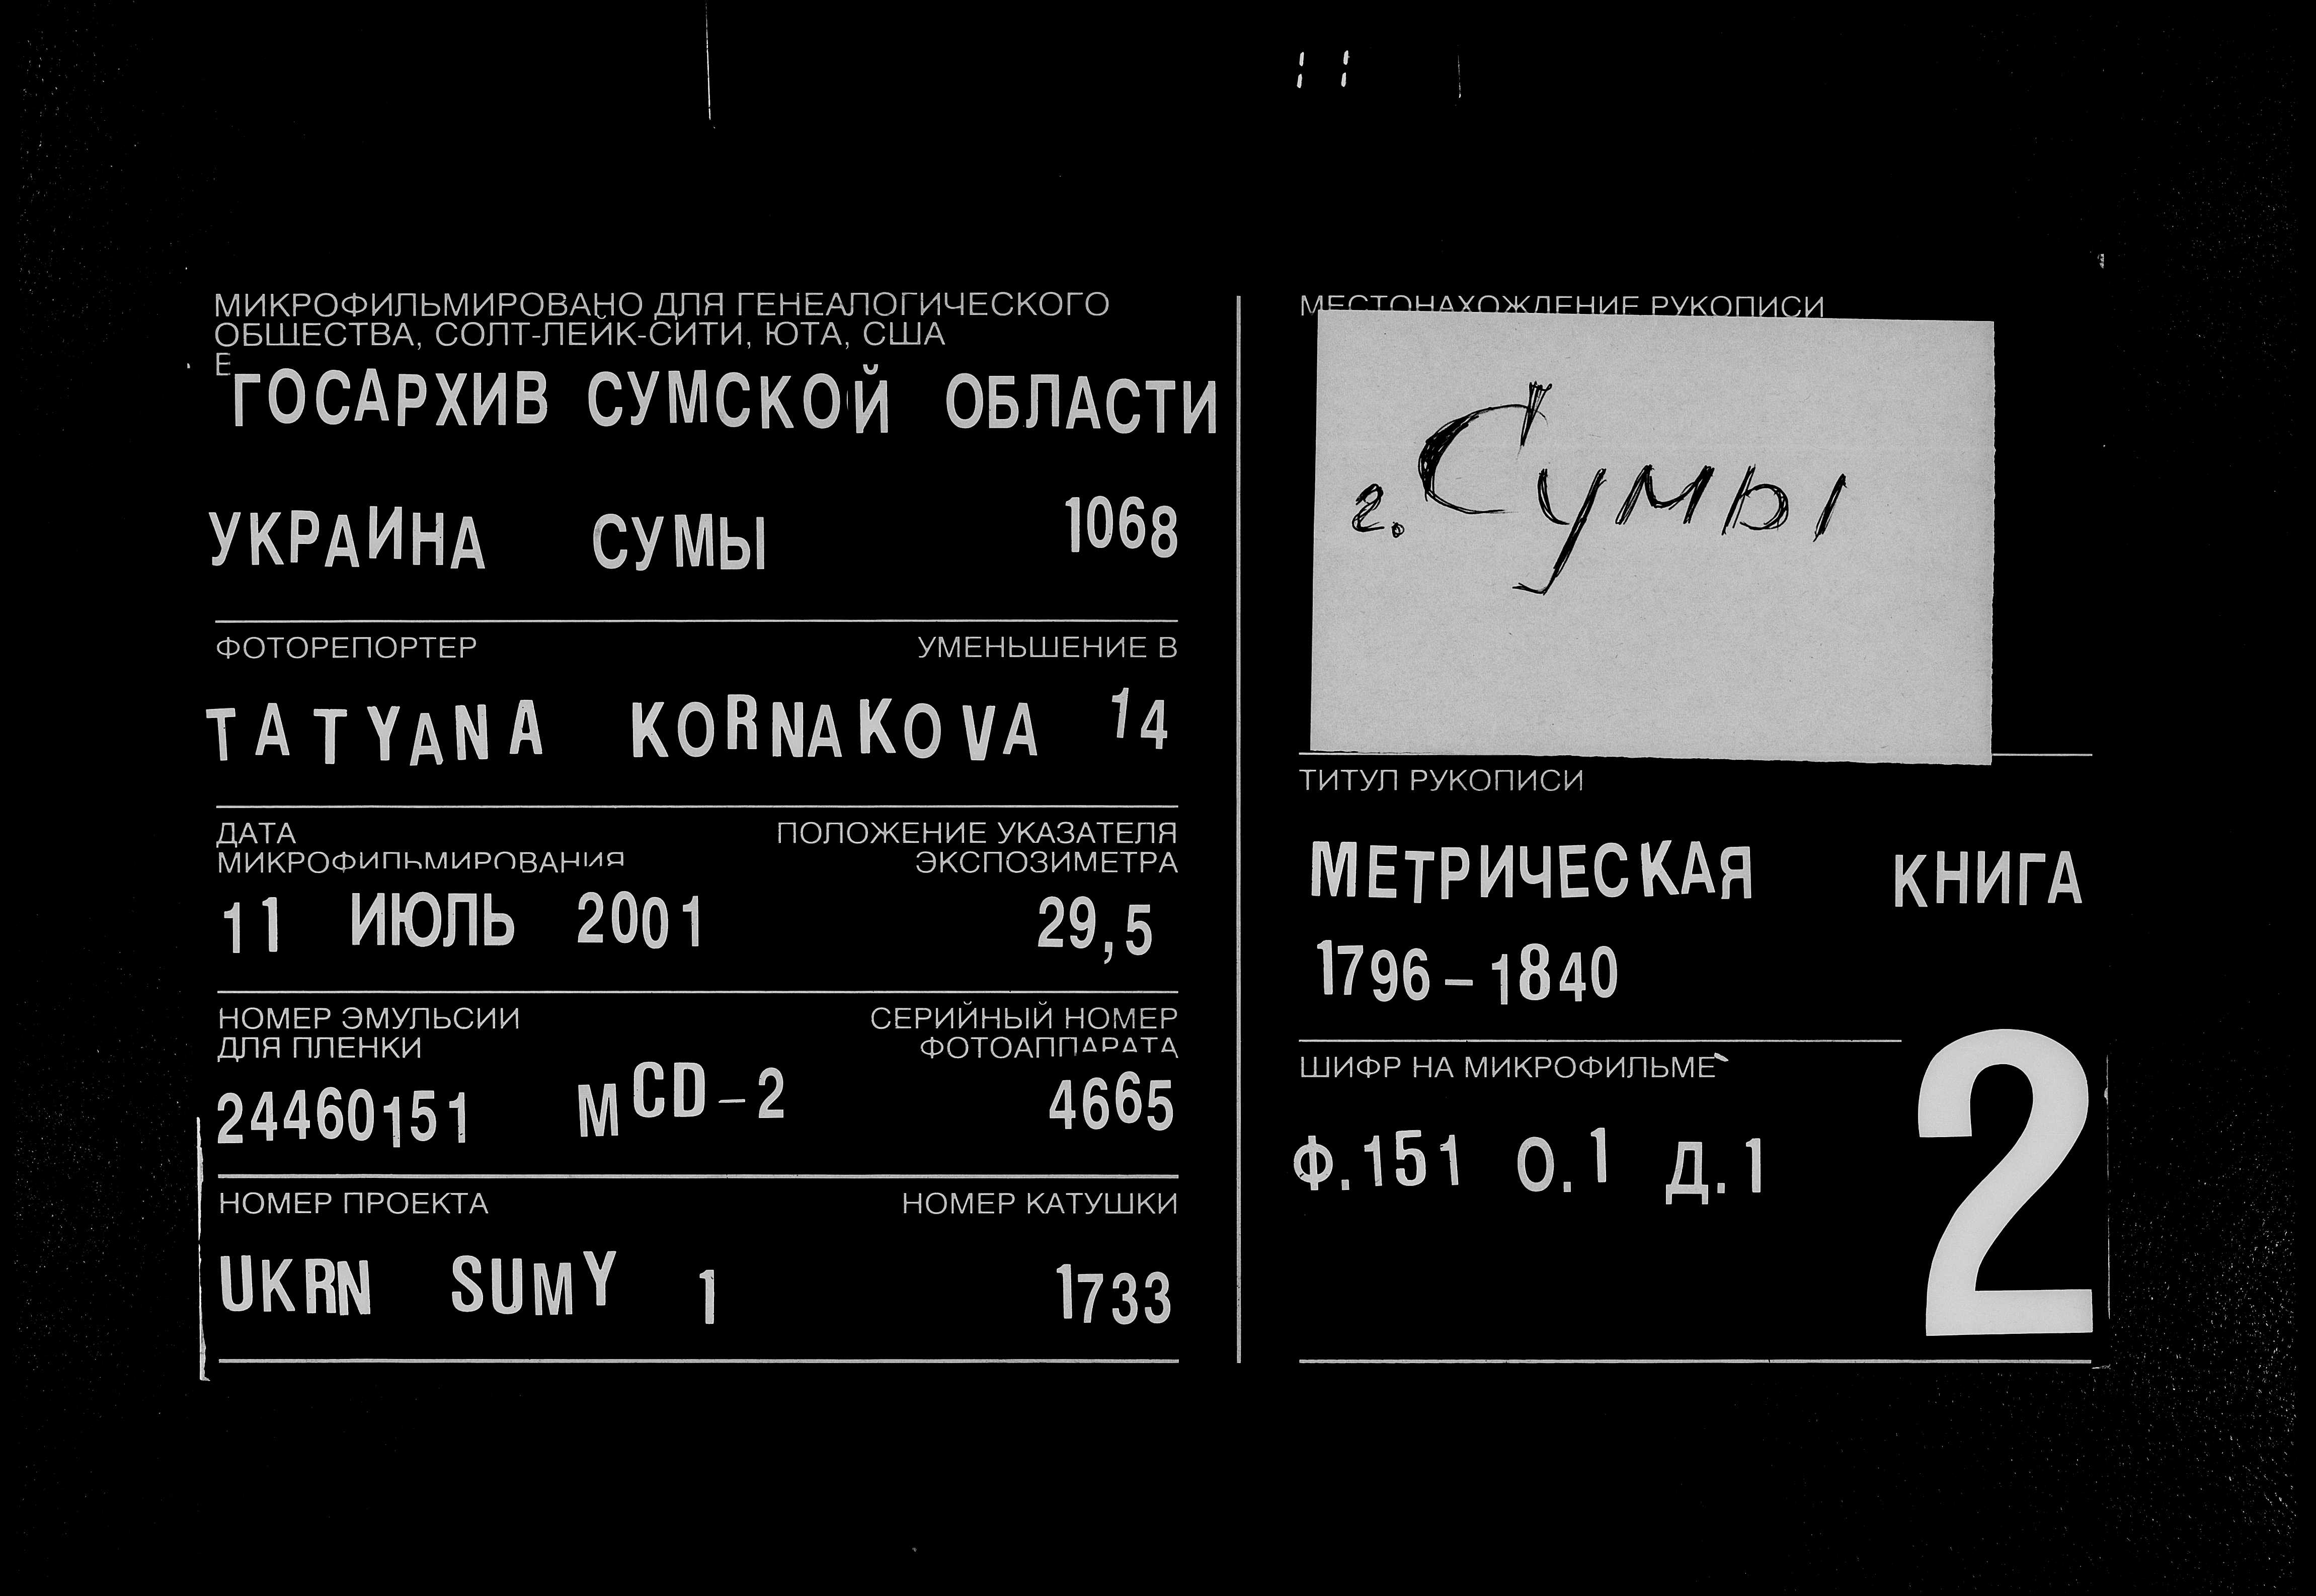 МИКРОФИЛЬМИРОВАНО ДЛЯ ГЕНЕАЛОГИЧЕСКОГО
ОБЩЕСТВА, СОЛТ-ЛЕЙК-СИТИ, ЮТА, США
Е
ГОСАРХИВ СУМСКОЙ ОБЛАСТИ
УКРАИНА СУМЫ 1068
ФОТОРЕПОРТЕР УМЕНЬШЕНИЕ В
TATYANA KORNAKOVA 14
ДАТА ПОЛОЖЕНИЕ УКАЗАТЕЛЯ
МИКРОФИЛЬМИРОВАНИЯ ЭКСПОЗИМЕТРА
11 ИЮЛЬ 2001 29,5
НОМЕР ЭМУЛЬСИИ СЕРИЙНЫЙ НОМЕР
ДЛЯ ПЛЕНКИ ФОТОАППАРАТА
24460151 MCD-2 4665
НОМЕР ПРОЕКТА НОМЕР КАТУШКИ
UKRN SUMY 1 1733
МЕСТОНАХОЖДЕНИЕ РУКОПИСИ
г. Сумы
ТИТУЛ РУКОПИСИ
МЕТРИЧЕСКАЯ КНИГА
1796-1840
ШИФР НА МИКРОФИЛЬМЕ
Ф.151 О.1 Д.1
2